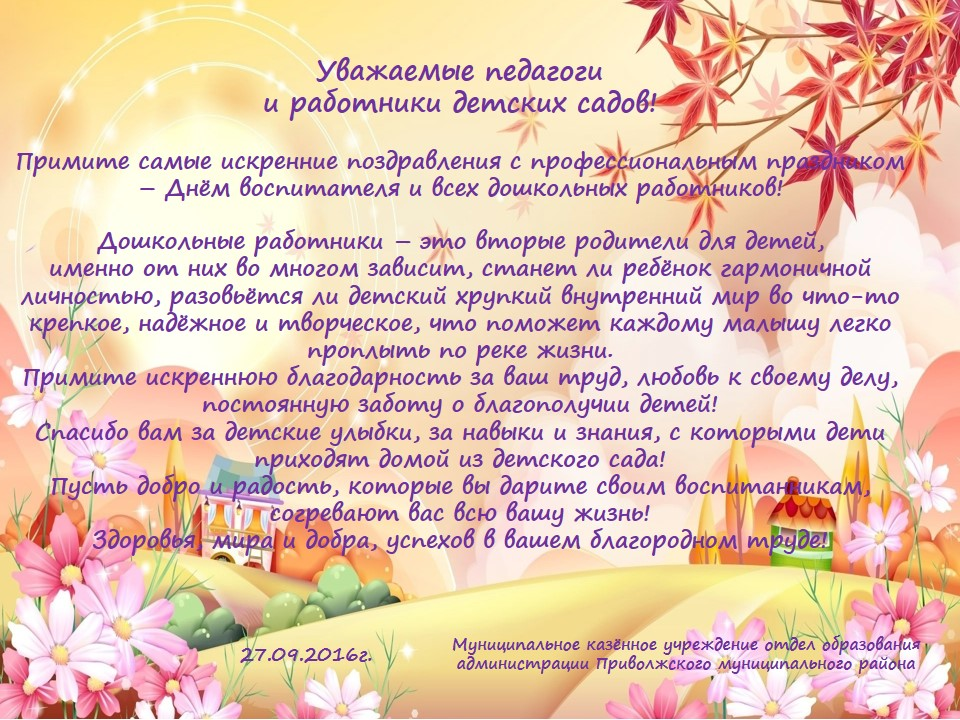 Уважаемые педагоги
и работники детских садов!
Примите самые искренние поздравления с профессиональным праздником
– Днём воспитателя и всех дошкольных работников!
Дошкольные работники – это вторые родители для детей,
именно от них во многом зависит, станет ли ребёнок гармоничной
личностью, разовьётся ли детский хрупкий внутренний мир во что-то
крепкое, надёжное и творческое, что поможет каждому малышу легко
проплыть по реке жизни.
Примите искреннюю благодарность за ваш труд, любовь к своему делу,
постоянную заботу о благополучии детей!
Спасибо вам за детские улыбки, за навыки и знания, с которыми дети
приходят домой из детского сада!
Пусть добро и радость, которые вы дарите своим воспитанникам,
согревают вас всю вашу жизнь!
Здоровья, мира и добра, успехов в вашем благородном труде!
Муниципальное казённое учреждение отдел образования
администрации Приволжского муниципального района
27.09.2016г.